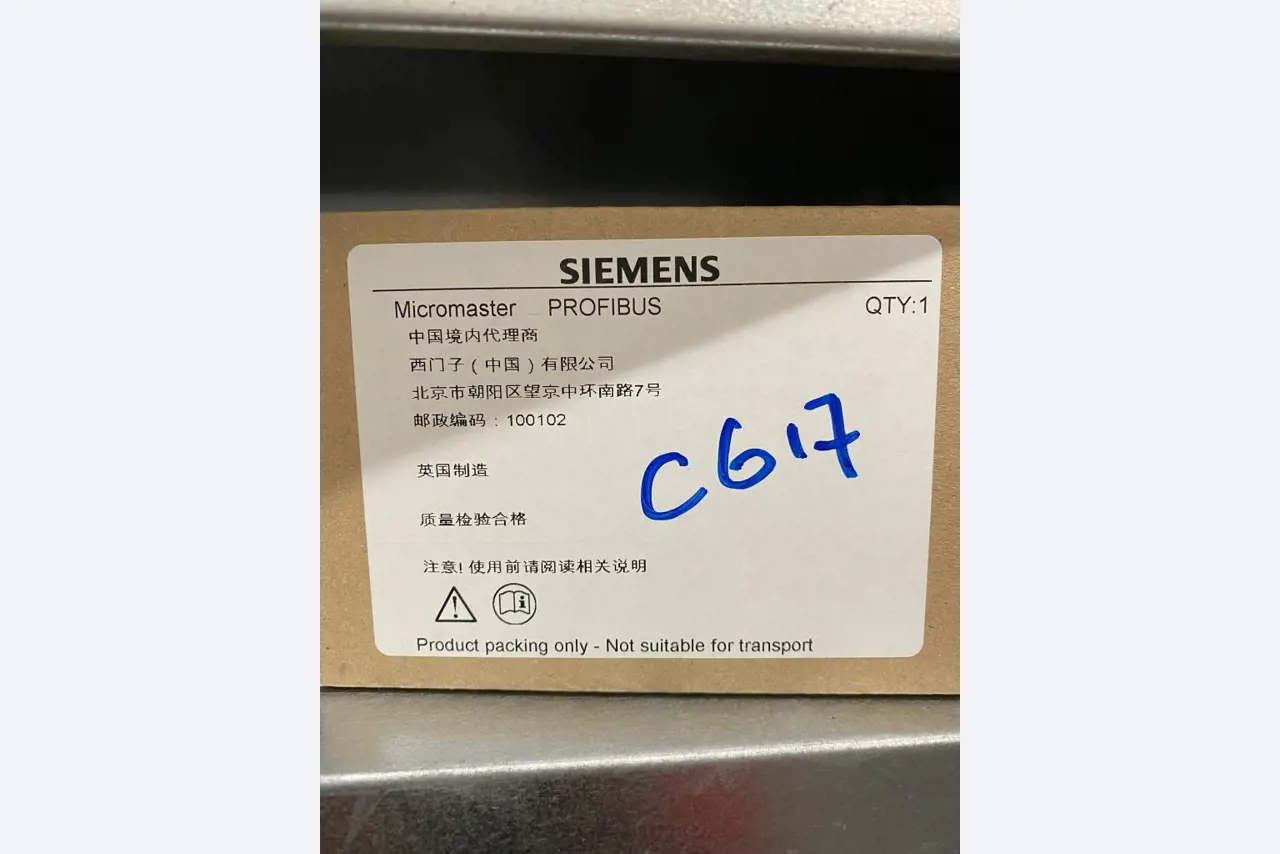 SIEMENS
Micromaster PROFIBUS QTY:1
中国境内代理商
西门子(中国)有限公司
北京市朝阳区望京中环南路7号
邮政编码:100102
C617
英国制造
质量检验合格
注意!使用前请阅读相关说明
Product packing only - Not suitable for transport